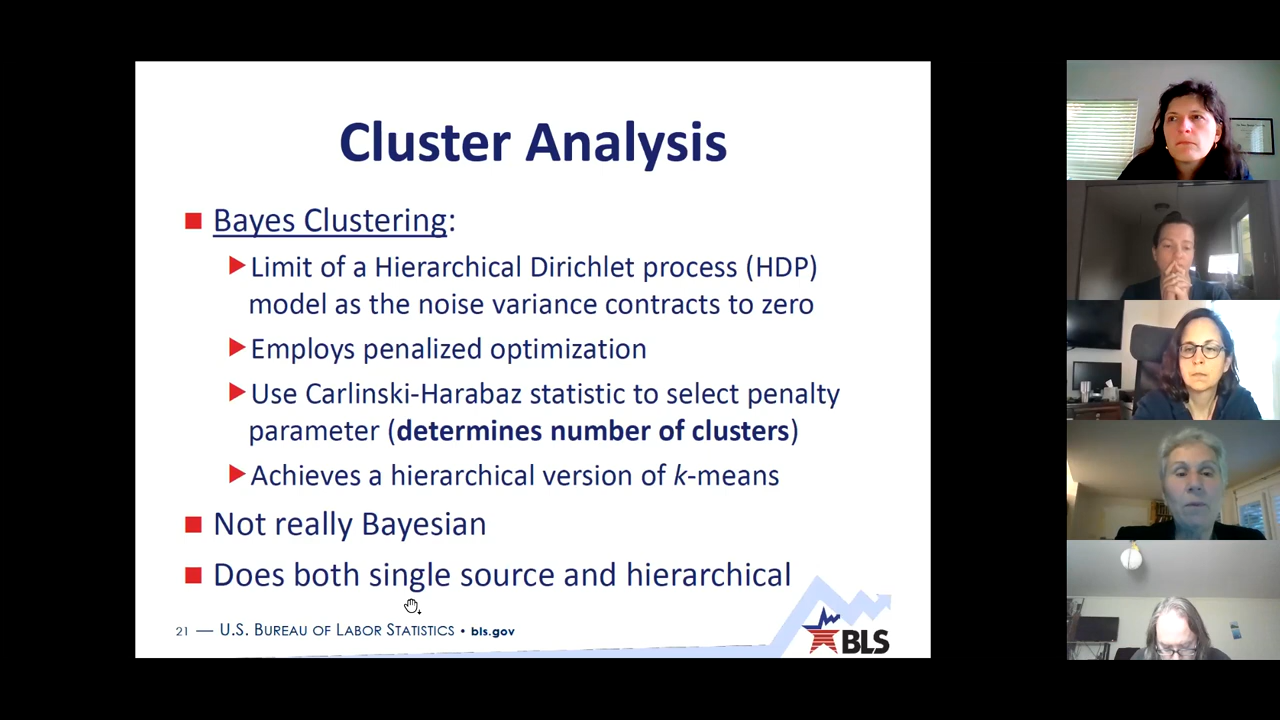 Cluster Analysis
Bayes Clustering:
Limit of a Hierarchical Dirichlet process (HDP)
model as the noise variance contracts to zero
Employs penalized optimization
Use Carlinski-Harabaz statistic to select penalty
parameter (determines number of clusters)
Achieves a hierarchical version of k-means
Not really Bayesian
Does both single source and hierarchical
21 — U.S. BUREAU OF LABOR STATISTICS • bls.gov
BLS